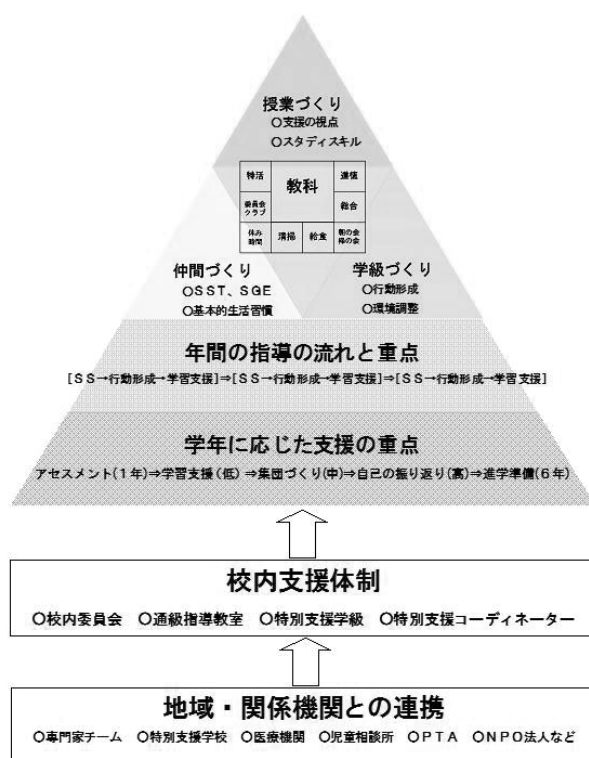 授業づくり
○支援の視点
○スタディスキル
特活 教科 道徳
委員会
クラブ
総合
休み
時間
清掃 給食
朝の会
帰の会
仲間づくり
○SST、SGE
○基本的生活習慣
学級づくり
○行動形成
○環境調整
年間の指導の流れと重点
[SS→行動形成→学習支援]⇒[SS→行動形成→学習支援]⇒[SS→行動形成→学習支援]
学年に応じた支援の重点
アセスメント(1年)⇒学習支援(低)⇒集団づくり(中)⇒自己の振り返り(高)⇒進学準備(6年)
校内支援体制
○校内委員会 ○通級指導教室 ○特別支援学級 ○特別支援コーディネーター
地域・関係機関との連携
○専門家チーム ○特別支援学校 ○医療機関 ○児童相談所 ○PTA ○NPO法人など